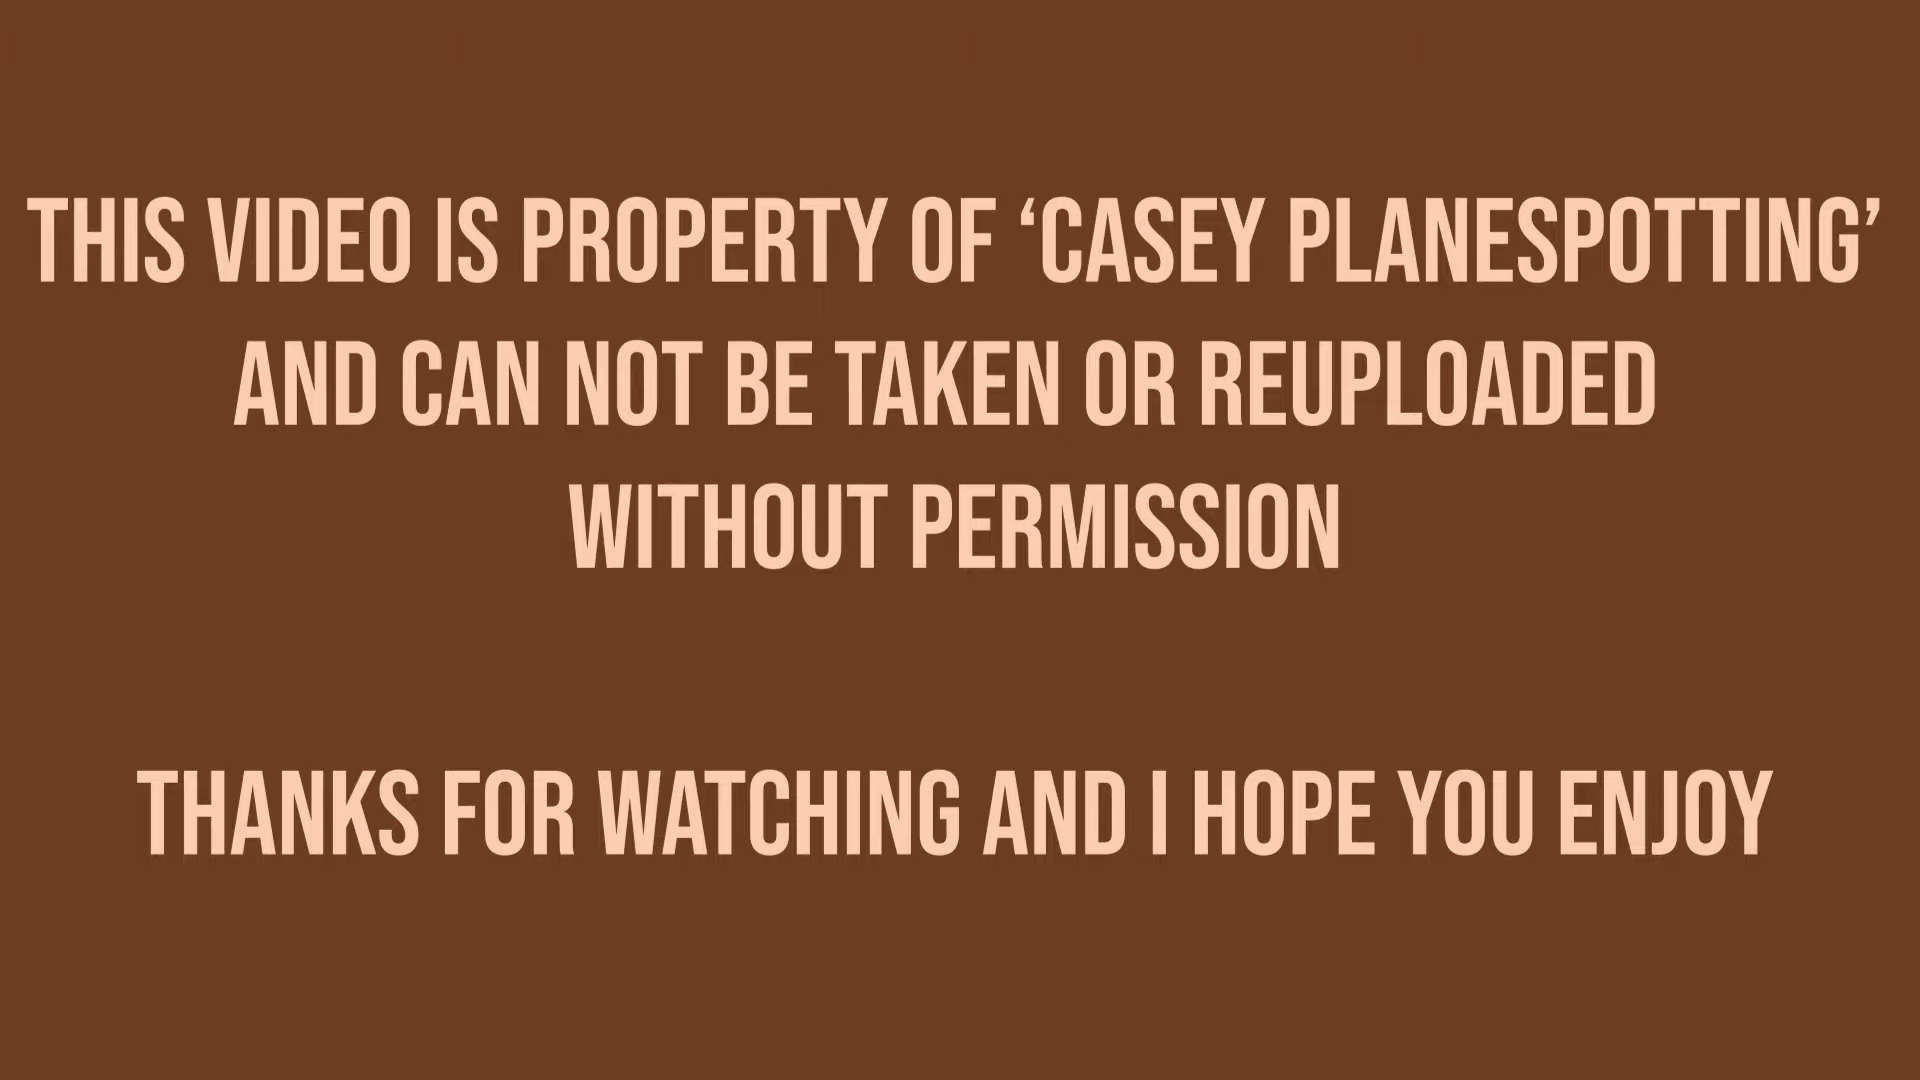 THIS VIDEO IS PROPERTY OF ‘CASEY PLANESPOTTING’
AND CAN NOT BE TAKEN OR REUPLOADED
WITHOUT PERMISSION
THANKS FOR WATCHING AND I HOPE YOU ENJOY